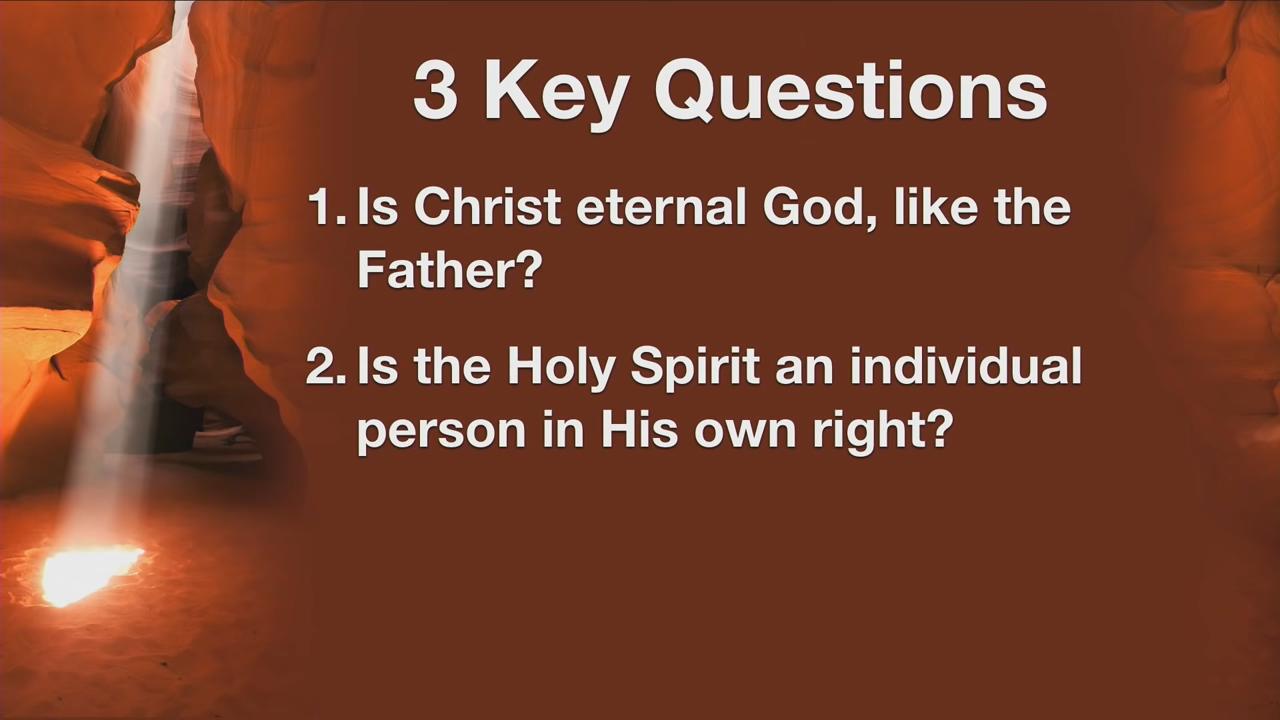 3 Key Questions
1. Is Christ eternal God, like the
Father?
2. Is the Holy Spirit an individual
person in His own right?